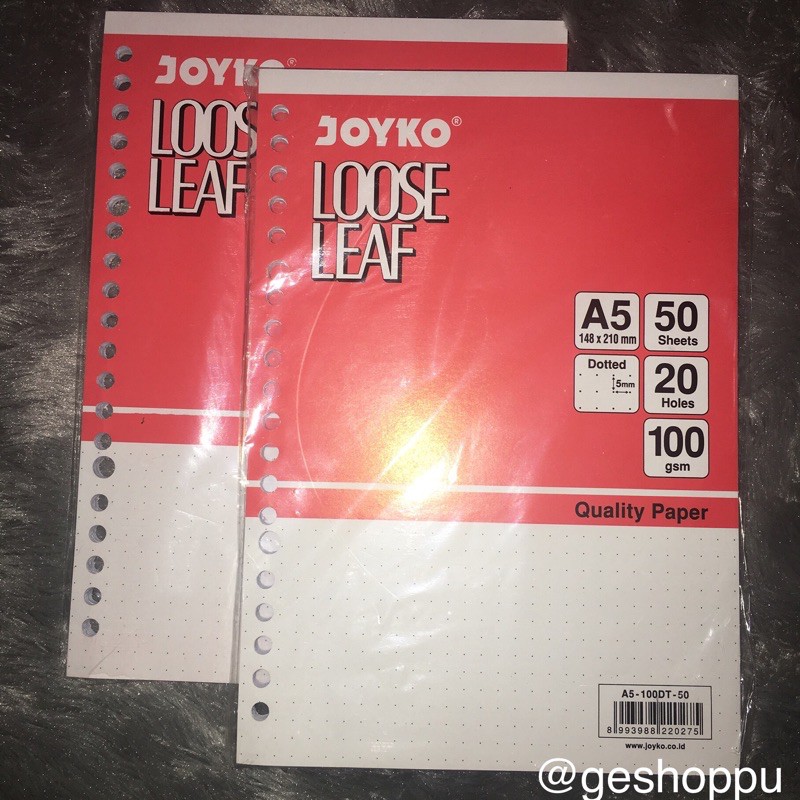 JOYKO®
LOOS
LEAF
JOYKO®
LOOSE
LEAF
A5
148 x 210 mm
50
Sheets
Dotted
5mm
20
Holes
100
gsm
Quality Paper
A5-100DT-50
8 993988 220275
www.joyko.co.id
@geshoppu